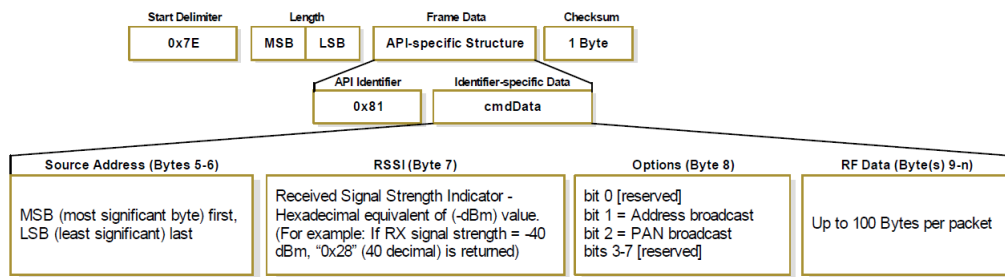 Start Delimiter
Length
Frame Data
Checksum
0x7E
MSB
LSB
API-specific Structure
1 Byte
API Identifier
Identifier-specific Data
0x81
cmdData
Source Address (Bytes 5-6)
RSSI (Byte 7)
Options (Byte 8)
RF Data (Byte(s) 9-n)
MSB (most significant byte) first,
LSB (least significant) last
Received Signal Strength Indicator -
Hexadecimal equivalent of (-dBm) value.
(For example: If RX signal strength = -40
dBm, “0x28” (40 decimal) is returned)
bit 0 [reserved]
bit 1 = Address broadcast
bit 2 = PAN broadcast
bits 3-7 [reserved]
Up to 100 Bytes per packet